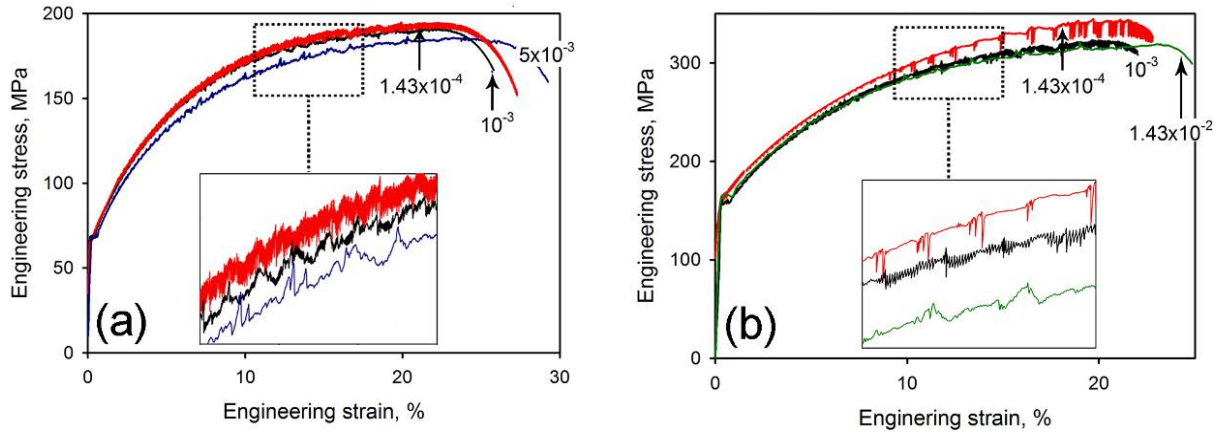 200
150
100
50
0
0
10
20
30
Engineering stress, MPa
Engineering strain, %
(a)
5x10-3
1.43x10-4
10-3
300
200
100
0
0
10
20
Engineering stress, MPa
Enginering strain, %
(b)
1.43x10-4
10-3
1.43x10-2